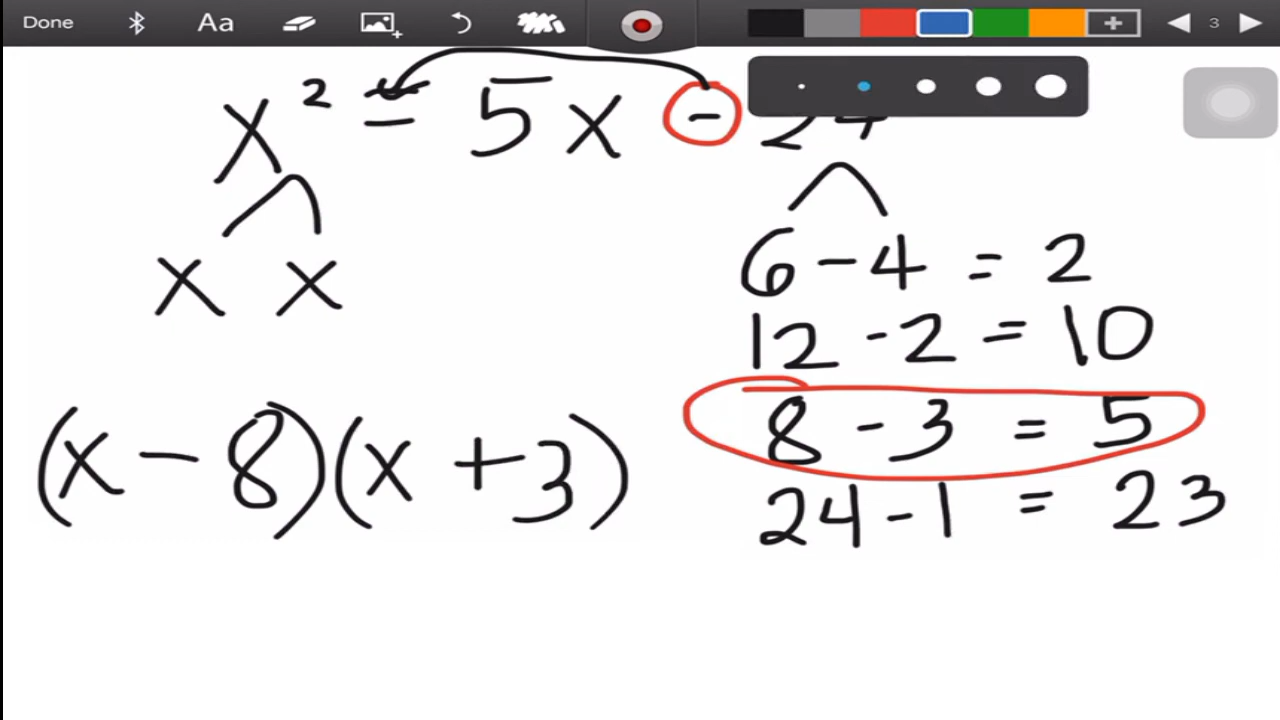 Done Aa 3
x² = 5x - 24
x x
6 - 4 = 2
12 - 2 = 10
8 - 3 = 5
(x - 8)(x + 3)
24 - 1 = 23